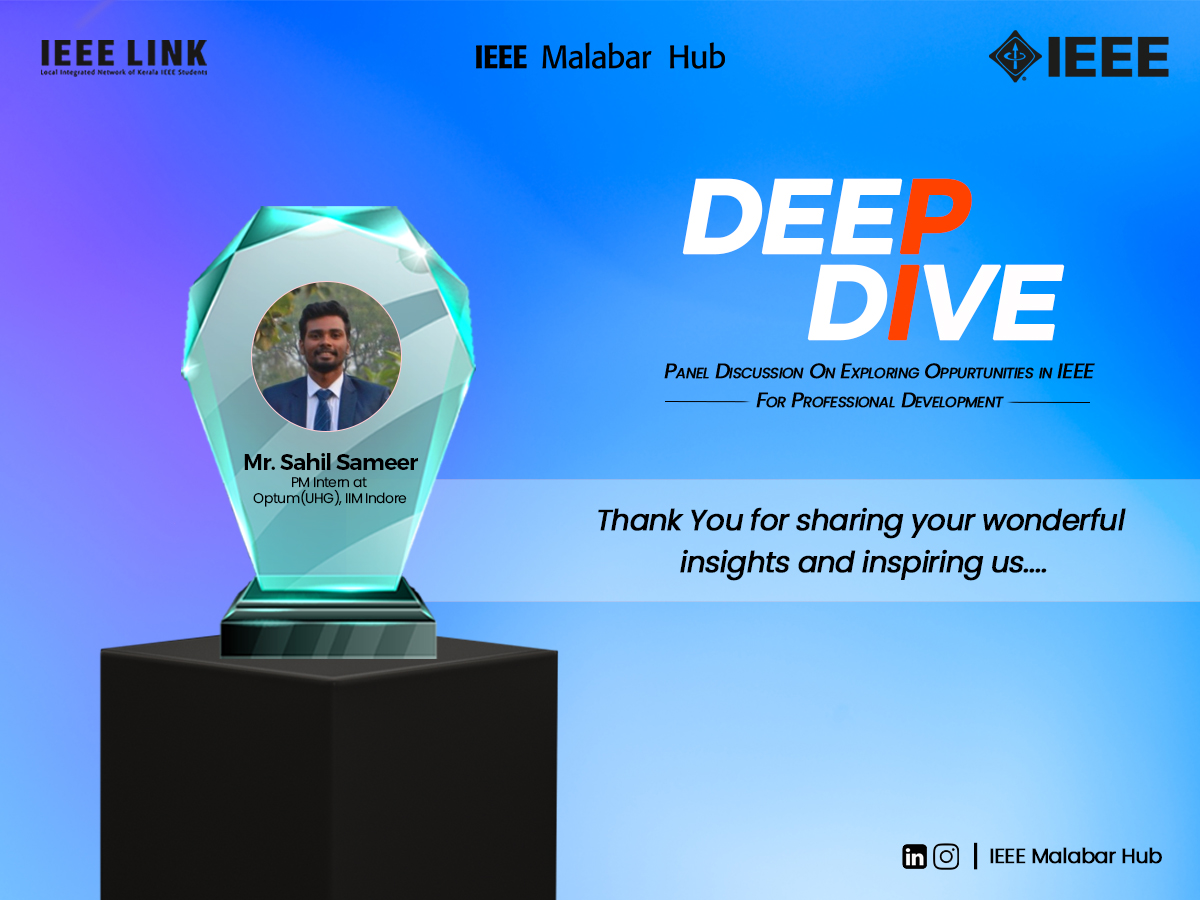 IEEE LINK
Local Integrated Network of Kerala IEEE Students
IEEE Malabar Hub
IEEE
DEEP
DIVE
Panel Discussion On Exploring Oppurtunities in IEEE
For Professional Development
Mr. Sahil Sameer
PM Intern at
Optum(UHG), IIM Indore
Thank You for sharing your wonderful
insights and inspiring us....
in
IEEE Malabar Hub